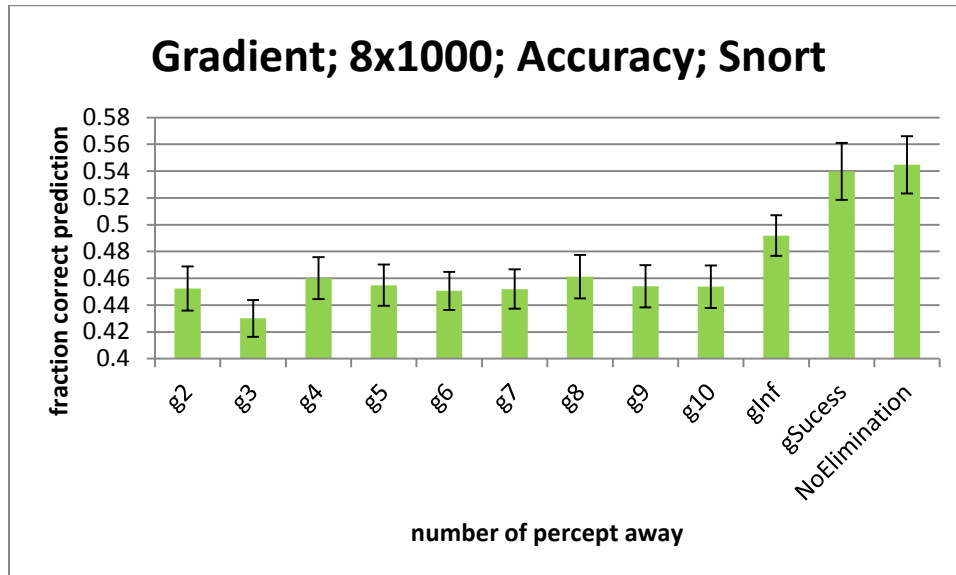 Gradient; 8x1000; Accuracy; Snort
fraction correct prediction
0.58
0.56
0.54
0.52
0.5
0.48
0.46
0.44
0.42
0.4
g2
g3
g4
g5
g6
g7
g8
g9
g10
gInf
gSucess
NoElimination
number of percept away